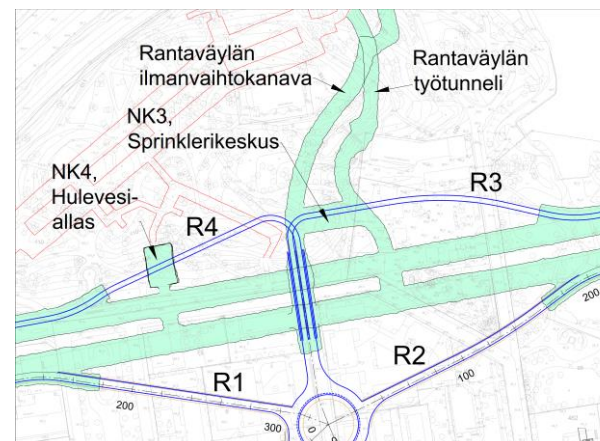 Rantaväylän
ilmanvaihtokanava
Rantaväylän
työtunneli
NK3,
Sprinklerikeskus
NK4,
Hulevesi-
allas
R4
R3
R1
R2
200
300
0
100
200